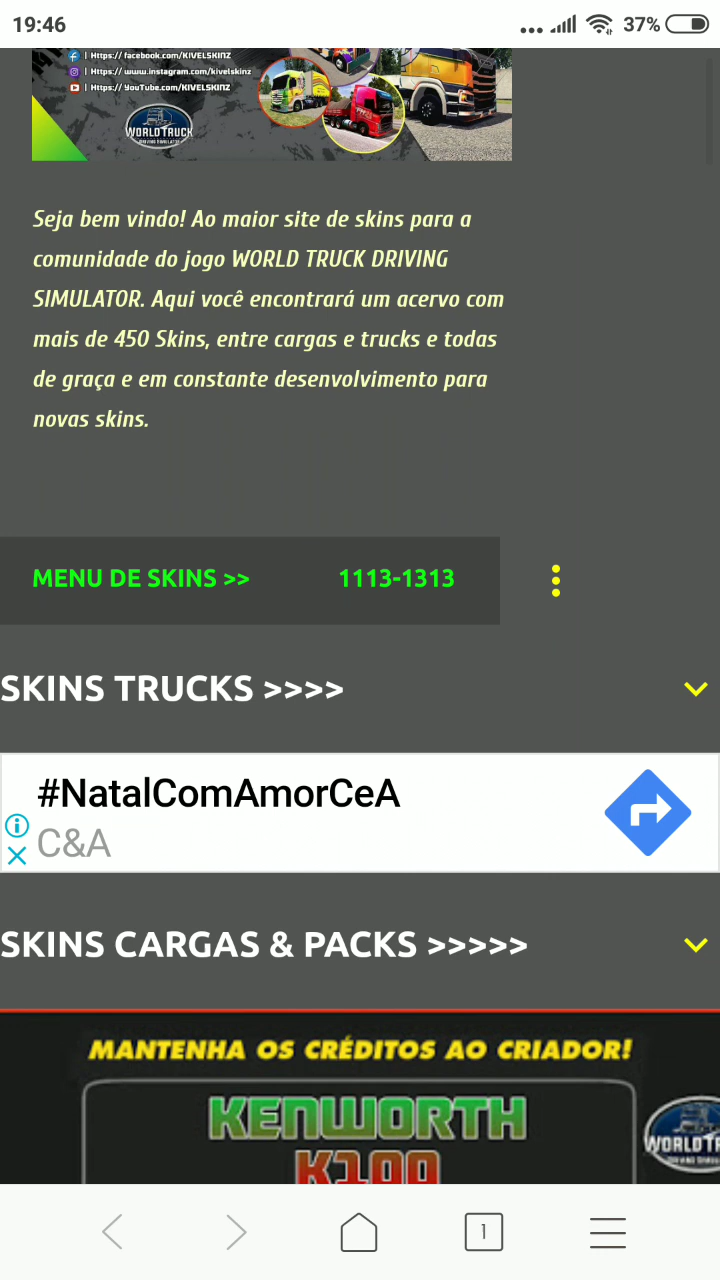 19:46
37%
| Https:// facebook.com/KIVELSKINZ
| Https:// www.instagram.com/kivelskinz
| Https:// YouTube.com/KIVELSKINZ
WORLD TRUCK
DRIVING SIMULATOR
Seja bem vindo! Ao maior site de skins para a
comunidade do jogo WORLD TRUCK DRIVING
SIMULATOR. Aqui você encontrará um acervo com
mais de 450 Skins, entre cargas e trucks e todas
de graça e em constante desenvolvimento para
novas skins.
MENU DE SKINS >> 1113-1313
SKINS TRUCKS >>>>
#NatalComAmorCeA
C&A
SKINS CARGAS & PACKS >>>>>
MANTENHA OS CRÉDITOS AO CRIADOR!
KENWORTH
K100
WORLD TR
1